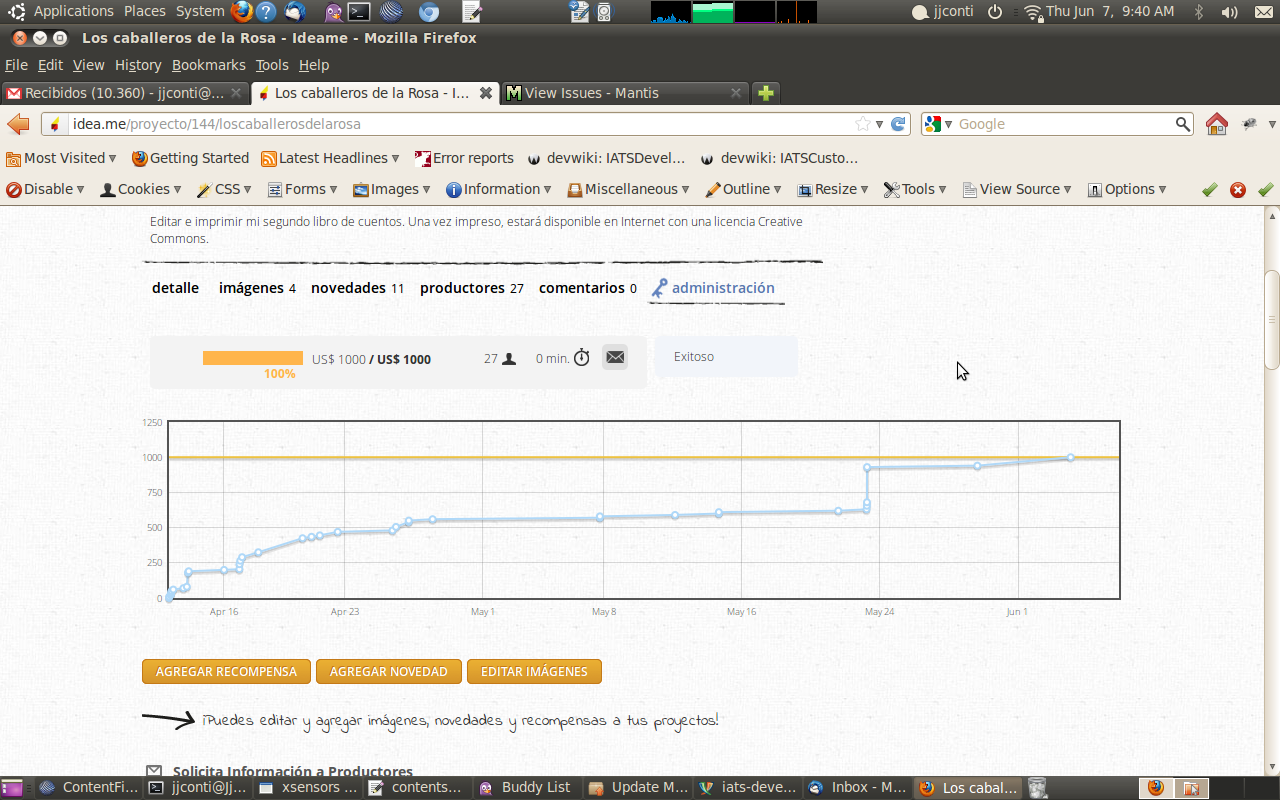 Applications Places System jjconti Thu Jun 7, 9:40 AM
Los caballeros de la Rosa - Ideame - Mozilla Firefox
File Edit View History Bookmarks Tools Help
Recibidos (10.360) - jjconti@... Los caballeros de la Rosa - I... View Issues - Mantis
idea.me/proyecto/144/loscaballerosdelarosa Google
Most Visited Getting Started Latest Headlines Error reports devwiki: IATSDevel... devwiki: IATSCusto...
Disable Cookies CSS Forms Images Information Miscellaneous Outline Resize Tools View Source Options
Editar e imprimir mi segundo libro de cuentos. Una vez impreso, estará disponible en Internet con una licencia Creative
Commons.
detalle imágenes 4 novedades 11 productores 27 comentarios 0 administración
US$ 1000 / US$ 1000 27 0 min. Exitoso
100%
1250
1000
750
500
250
0
Apr 16 Apr 23 May 1 May 8 May 16 May 24 Jun 1
AGREGAR RECOMPENSA AGREGAR NOVEDAD EDITAR IMÁGENES
¡Puedes editar y agregar imágenes, novedades y recompensas a tus proyectos!
Solicita Información a Productores
ContentFi... jjconti@Jj... xsensors ... contents... Buddy List Update M... iats-deve... Inbox - M... Los cabal...